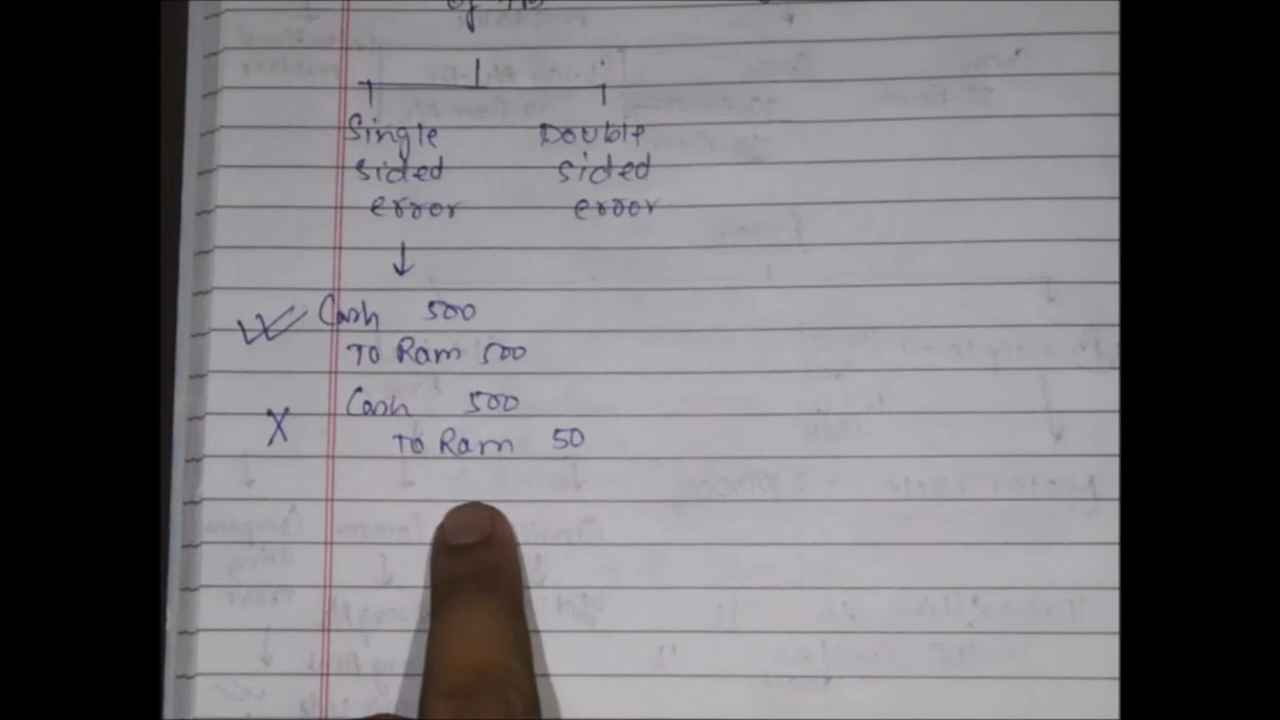 Single
sided
error
Double
sided
error
Cash 500
To Ram 500
Cash 500
To Ram 50